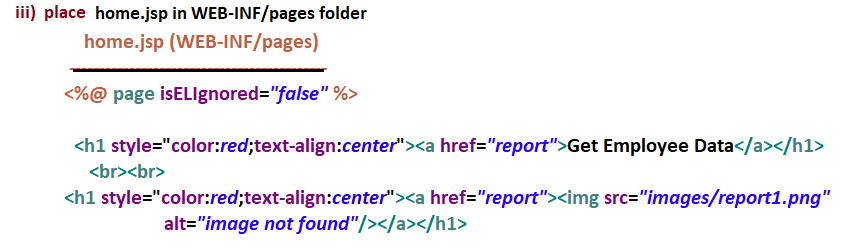 iii) place home.jsp in WEB-INF/pages folder
home.jsp (WEB-INF/pages)
<%@ page isELIgnored="false" %>
<h1 style="color:red;text-align:center"><a href="report">Get Employee Data</a></h1>
<br><br>
<h1 style="color:red;text-align:center"><a href="report"><img src="images/report1.png"
alt="image not found"/></a></h1>